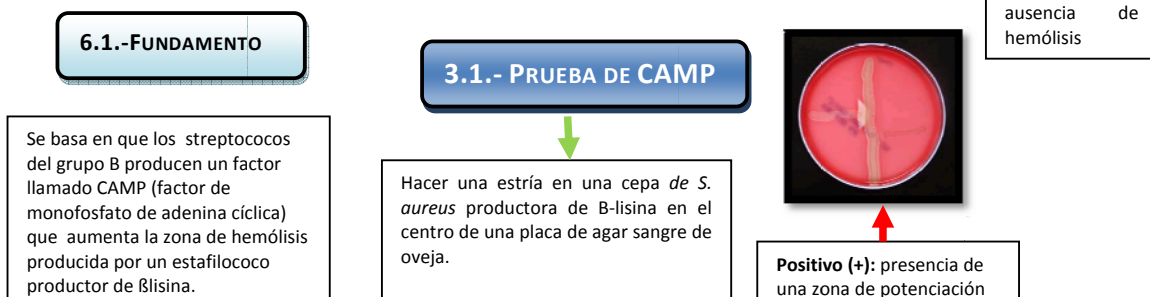 6.1.-FUNDAMENTO
Se basa en que los streptococos
del grupo B producen un factor
llamado CAMP (factor de
monofosfato de adenina cíclica)
que aumenta la zona de hemólisis
producida por un estafilococo
productor de ßlisina.
3.1.- PRUEBA DE CAMP
Hacer una estría en una cepa de S.
aureus productora de B-lisina en el
centro de una placa de agar sangre de
oveja.
ausencia de
hemólisis
Positivo (+): presencia de
una zona de potenciación